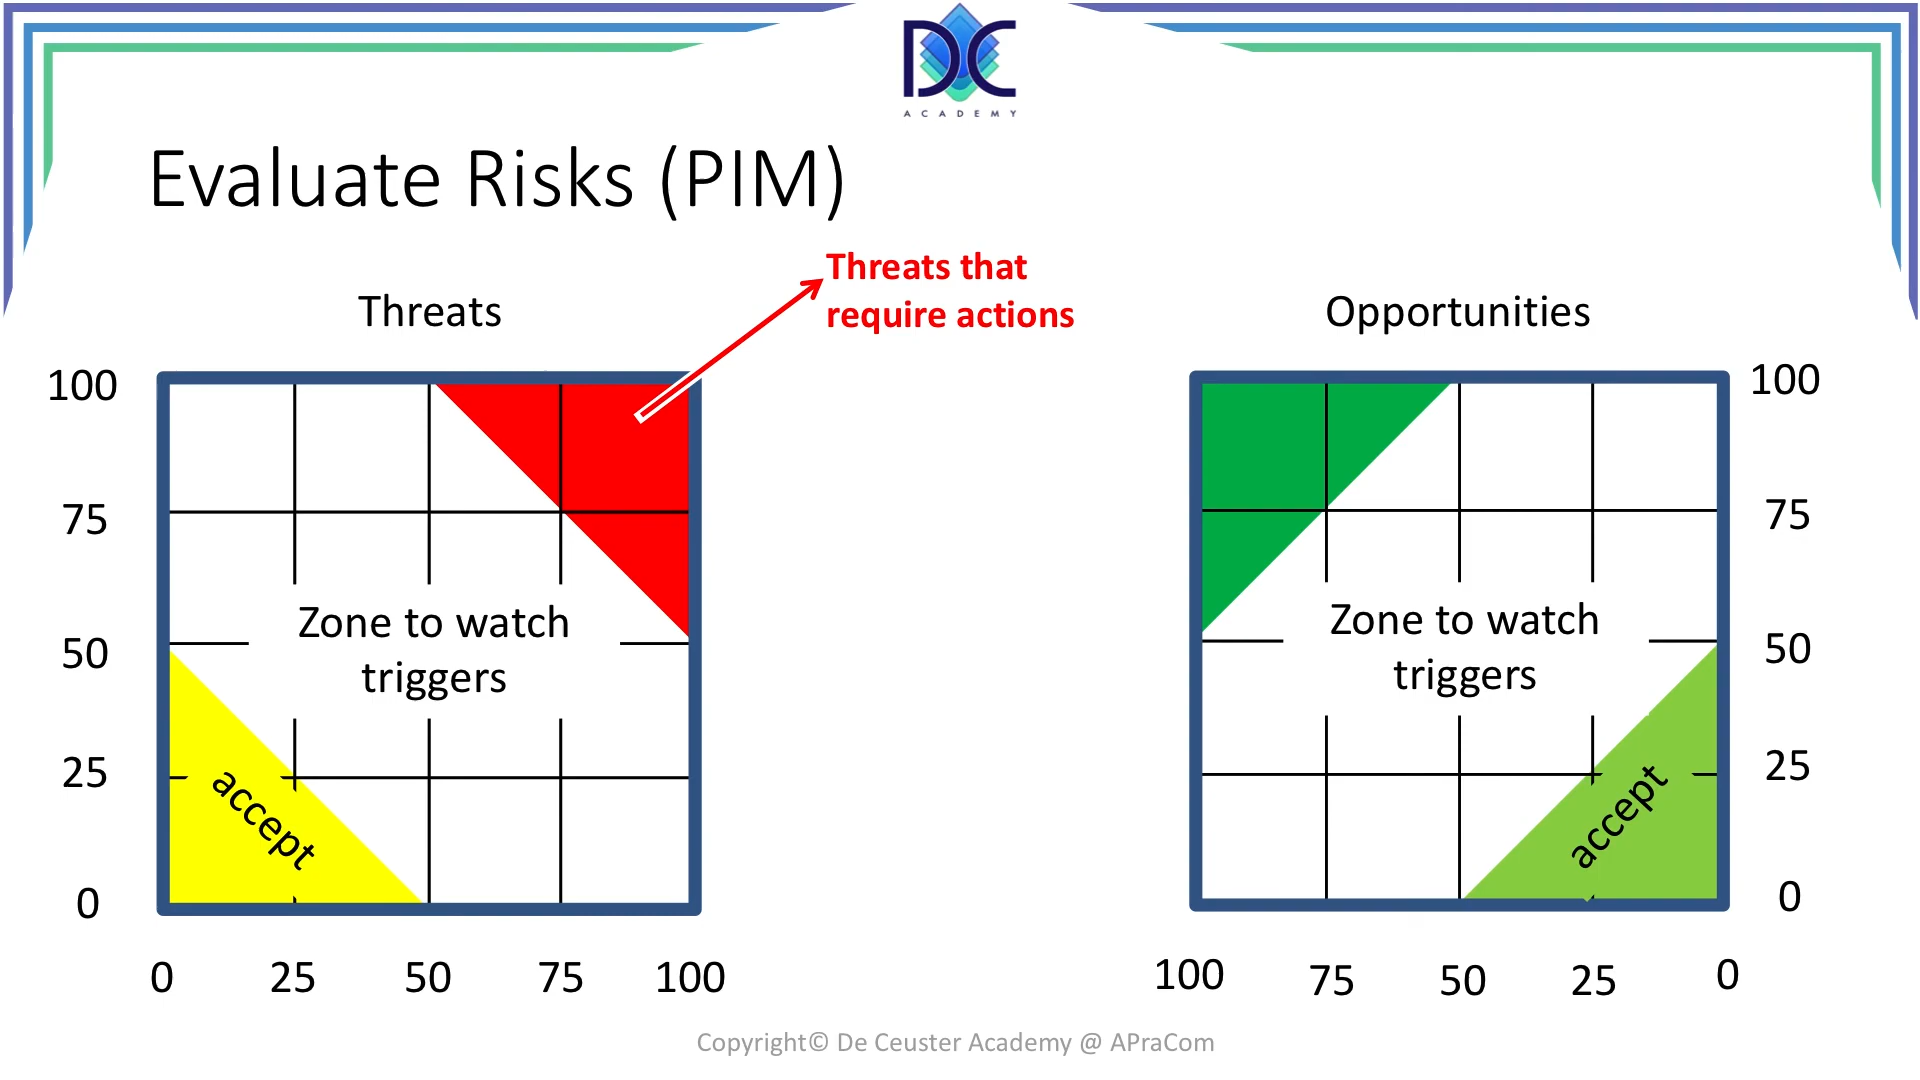 DC
ACADEMY
Evaluate Risks (PIM)
Threats that
require actions
Threats
100
75
50
25
0
Zone to watch
triggers
accept
0 25 50 75 100
Opportunities
100
75
50
25
0
Zone to watch
triggers
accept
100 75 50 25 0
Copyright© De Ceuster Academy @ APraCom